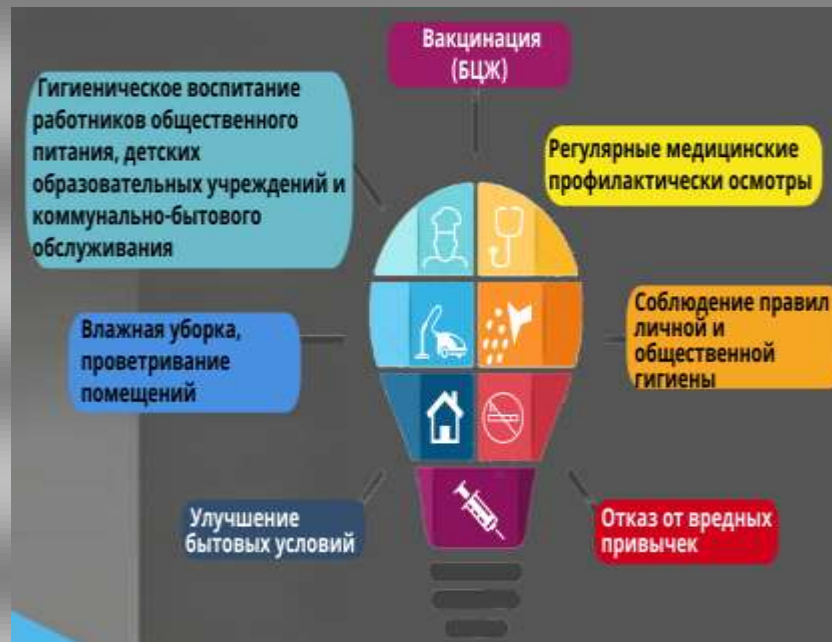 Вакцинация
(БЦЖ)
Гигиеническое воспитание
работников общественного
питания, детских
образовательных учреждений и
коммунально-бытового
обслуживания
Регулярные медицинские
профилактически осмотры
Влажная уборка,
проветривание
помещений
Соблюдение правил
личной и
общественной
гигиены
Улучшение
бытовых условий
Отказ от вредных
привычек